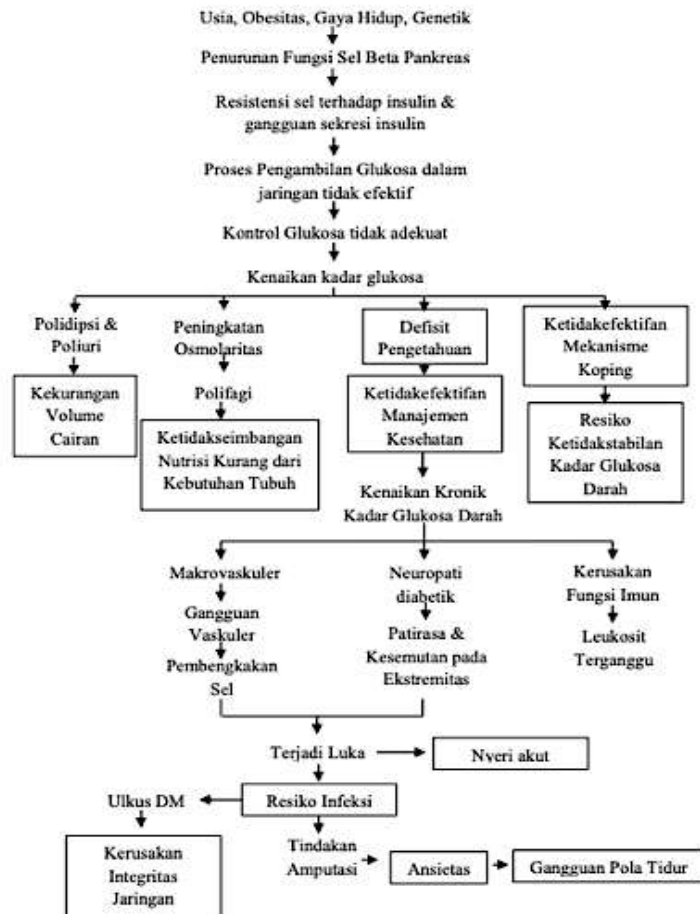 Usia, Obesitas, Gaya Hidup, Genetik
Penurunan Fungsi Sel Beta Pankreas
Resistensi sel terhadap insulin &
gangguan sekresi insulin
Proses Pengambilan Glukosa dalam
jaringan tidak efektif
Kontrol Glukosa tidak adekuat
Kenaikan kadar glukosa
Polidipsi &
Poliuri
Kekurangan
Volume
Cairan
Peningkatan
Osmolaritas
Polifagi
Ketidakseimbangan
Nutrisi Kurang dari
Kebutuhan Tubuh
Defisit
Pengetahuan
Ketidakefektifan
Manajemen
Kesehatan
Kenaikan Kronik
Kadar Glukosa Darah
Ketidakefektifan
Mekanisme
Koping
Resiko
Ketidakstabilan
Kadar Glukosa
Darah
Makrovaskuler
Gangguan
Vaskuler
Pembengkakan
Sel
Neuropati
diabetik
Patirasa &
Kesemutan pada
Ekstremitas
Kerusakan
Fungsi Imun
Leukosit
Terganggu
Terjadi Luka
Nyeri akut
Resiko Infeksi
Ulkus DM
Kerusakan
Integritas
Jaringan
Tindakan
Amputasi
Ansietas
Gangguan Pola Tidur